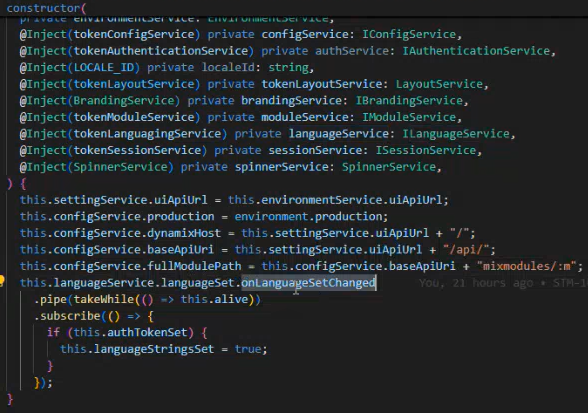 constructor(
private environmentService: EnvironmentService,
@Inject(tokenConfigService) private configService: IConfigService,
@Inject(tokenAuthenticationService) private authService: IAuthenticationService,
@Inject(LOCALE_ID) private localeId: string,
@Inject(tokenLayoutService) private tokenLayoutService: LayoutService,
@Inject(BrandingService) private brandingService: IBrandingService,
@Inject(tokenModuleService) private moduleService: IModuleService,
@Inject(tokenLanguagingService) private languageService: ILanguageService,
@Inject(tokenSessionService) private sessionService: ISessionService,
@Inject(SpinnerService) private spinnerService: SpinnerService,
) {
this.settingService.uiApiUrl = this.environmentService.uiApiUrl;
this.configService.production = environment.production;
this.configService.dynamixHost = this.settingService.uiApiUrl + "/";
this.configService.baseApiUri = this.settingService.uiApiUrl + "/api/";
this.configService.fullModulePath = this.configService.baseApiUri + "mixmodules/:m";
this.languageService.languageSet.onLanguageSetChanged You, 21 hours ago • STM-1
.pipe(takeWhile(() => this.alive))
.subscribe(() => {
if (this.authTokenSet) {
this.languageStringsSet = true;
}
});
}